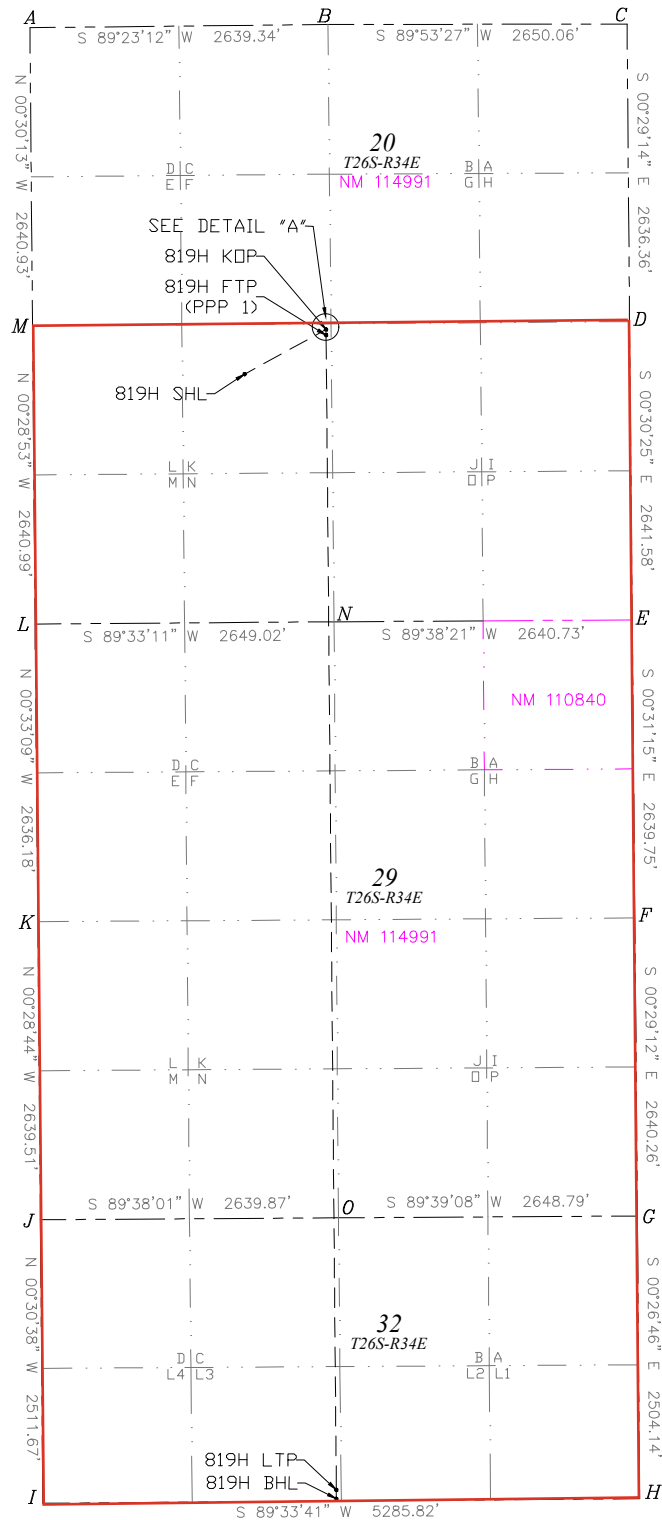 A B C
S 89°23'12" W 2639.34' S 89°53'27" W 2650.06'
N 00°30'13" W 2640.93'
S 00°29'14" E 2636.36'
20
T26S-R34E
NM 114991
D C
E F
B A
G H
SEE DETAIL "A"
819H KOP
819H FTP
(PPP 1)
M D
819H SHL
N 00°28'53" W 2640.99'
S 00°30'25" E 2641.58'
L K
M N
J I
O P
L N E
S 89°33'11" W 2649.02' S 89°38'21" W 2640.73'
NM 110840
N 00°33'09" W 2636.18'
S 00°31'15" E 2639.75'
D C
E F
B A
G H
29
T26S-R34E
K F
NM 114991
N 00°28'44" W 2639.51'
S 00°29'12" E 2640.26'
L K
M N
J I
O P
S 89°38'01" W 2639.87' S 89°39'08" W 2648.79'
J O G
N 00°30'38" W 2511.67'
S 00°26'46" E 2504.14'
32
T26S-R34E
D C
L4 L3
B A
L2 L1
819H LTP
819H BHL
I H
S 89°33'41" W 5285.82'